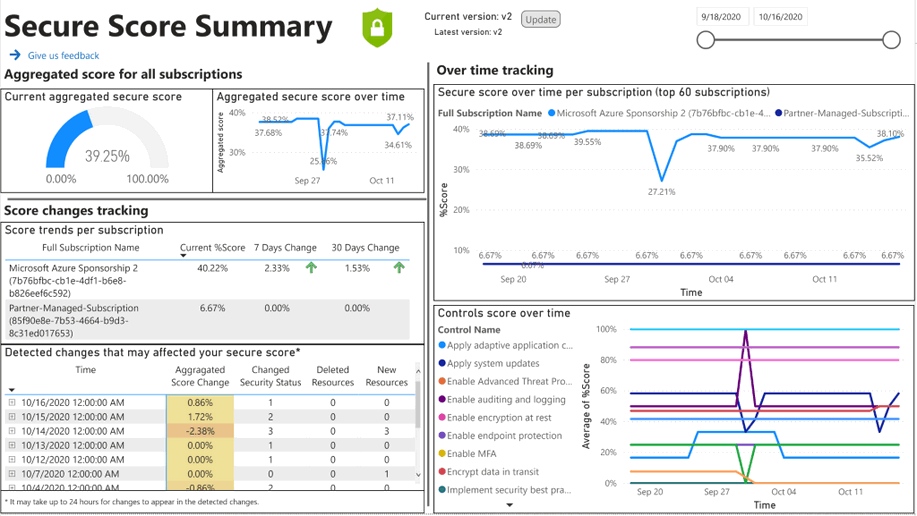 Secure Score Summary
Current version: v2
Update
Latest version: v2
9/18/2020
10/16/2020
Give us feedback
Aggregated score for all subscriptions
Current aggregated secure score
39.25%
0.00%
100.00%
Aggregated secure score over time
Aggregated score
40%
30%
38.52%
37.68%
37.74%
37.11%
34.61%
Sep 27
Oct 11
Score changes tracking
Score trends per subscription
Full Subscription Name Current %Score 7 Days Change 30 Days Change
Microsoft Azure Sponsorship 2 40.22% 2.33% 1.53%
(7b76bfbc-cb1e-4df1-b6e8-
b826eef6c592)
Partner-Managed-Subscription 6.67% 0.00% 0.00%
(85f90e8e-7b53-4664-b9d3-
8c31ed017653)
Detected changes that may affected your secure score*
Time Aggragated Changed Deleted New
Score Change Security Status Resources Resources
10/16/2020 12:00:00 AM 0.86% 1 0 0
10/15/2020 12:00:00 AM 1.72% 2 0 0
10/14/2020 12:00:00 AM -2.38% 3 0 3
10/13/2020 12:00:00 AM 0.00% 1 0 0
10/12/2020 12:00:00 AM 0.00% 1 0 0
10/7/2020 12:00:00 AM 0.00% 0 0 1
10/4/2020 12:00:00 AM -0.86% 2 0 0
* It may take up to 24 hours for changes to appear in the detected changes.
Over time tracking
Secure score over time per subscription (top 60 subscriptions)
Full Subscription Name Microsoft Azure Sponsorship 2 (7b76bfbc-cb1e-4... Partner-Managed-Subscripti...
%Score
40%
30%
20%
10%
38.69%
38.69%
38.69%
39.55%
27.21%
37.90%
37.90%
37.90%
35.52%
38.10%
6.67% 6.67% 6.67% 6.67% 6.67% 6.67% 6.67% 6.67% 6.67%
6.67%
Sep 20 Sep 27 Oct 04 Oct 11
Time
Controls score over time
Control Name
Apply adaptive application c...
Apply system updates
Enable Advanced Threat Pro...
Enable auditing and logging
Enable encryption at rest
Enable endpoint protection
Enable MFA
Encrypt data in transit
Implement security best pra...
Average of %Score
100%
80%
60%
40%
20%
0%
Sep 20 Sep 27 Oct 04 Oct 11
Time